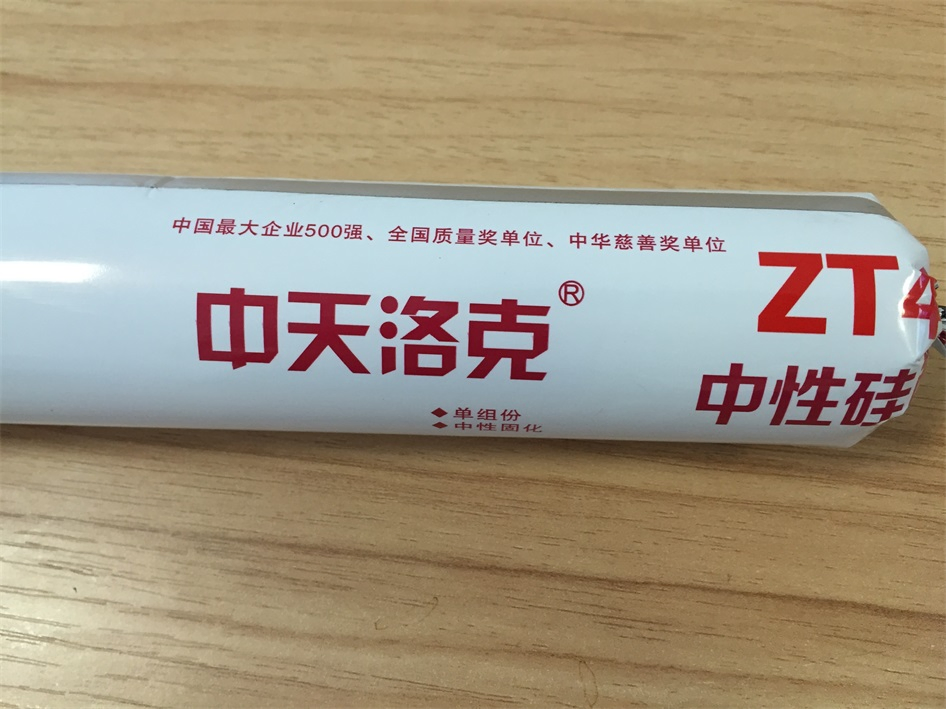 中国最大企业500强、全国质量奖单位、中华慈善奖单位
中天洛克®
ZT
中性硅
◆单组份
◆中性固化